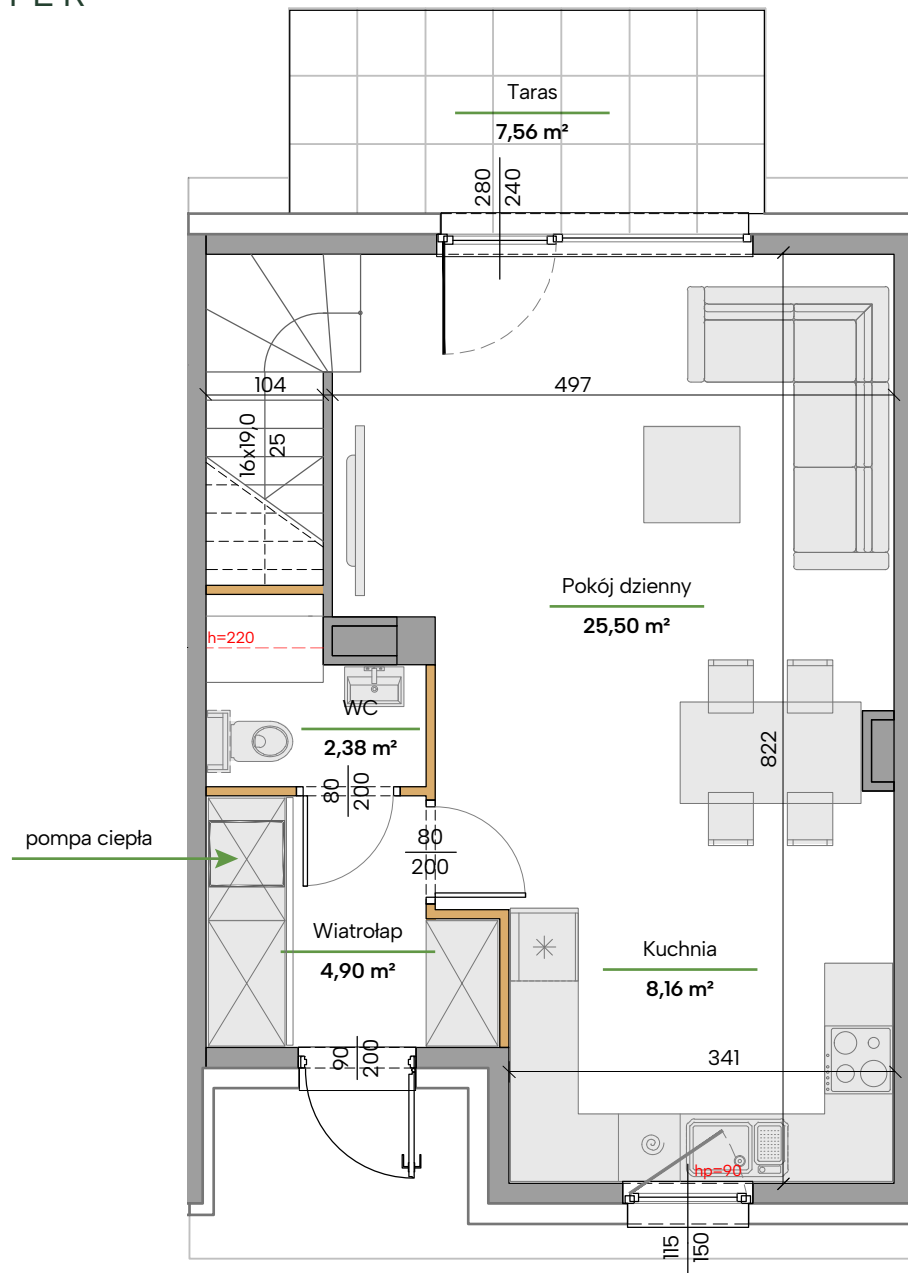 Taras
7,56 m²
280
240
104
497
16x19,0
25
Pokój dzienny
25,50 m²
h=220
WC
2,38 m²
822
80
200
80
200
pompa ciepła
Wiatrołap
4,90 m²
Kuchnia
8,16 m²
90
200
341
hp=90
115
150